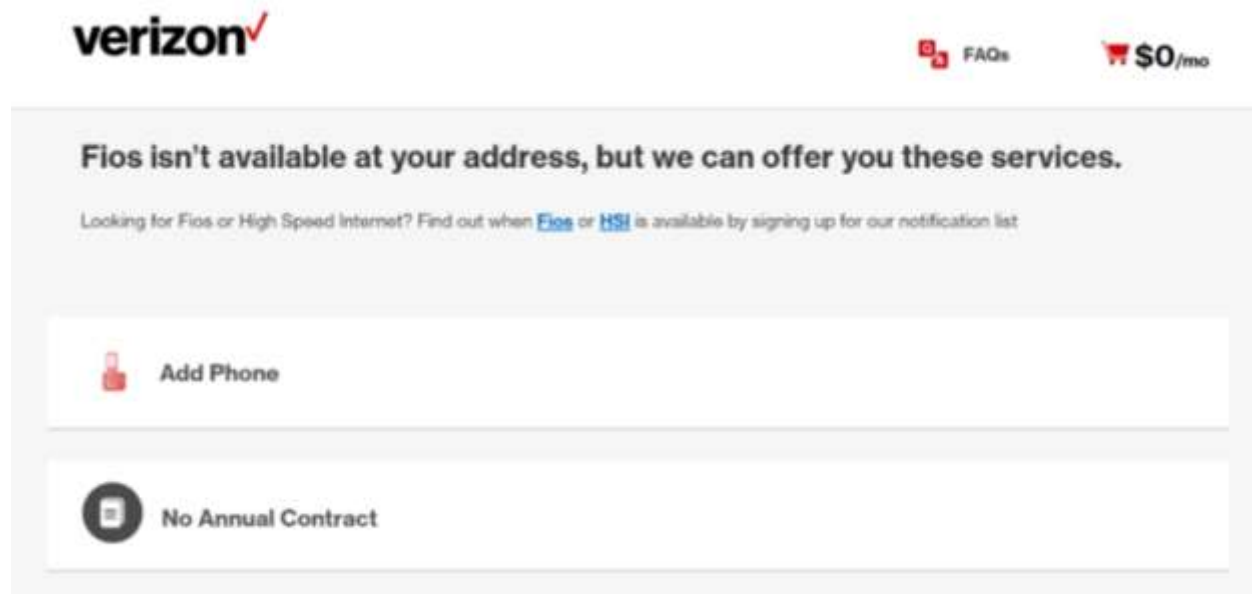 verizon
FAQs
$0/mo
Fios isn't available at your address, but we can offer you these services.
Looking for Fios or High Speed Internet? Find out when Fios or HSI is available by signing up for our notification list
Add Phone
No Annual Contract